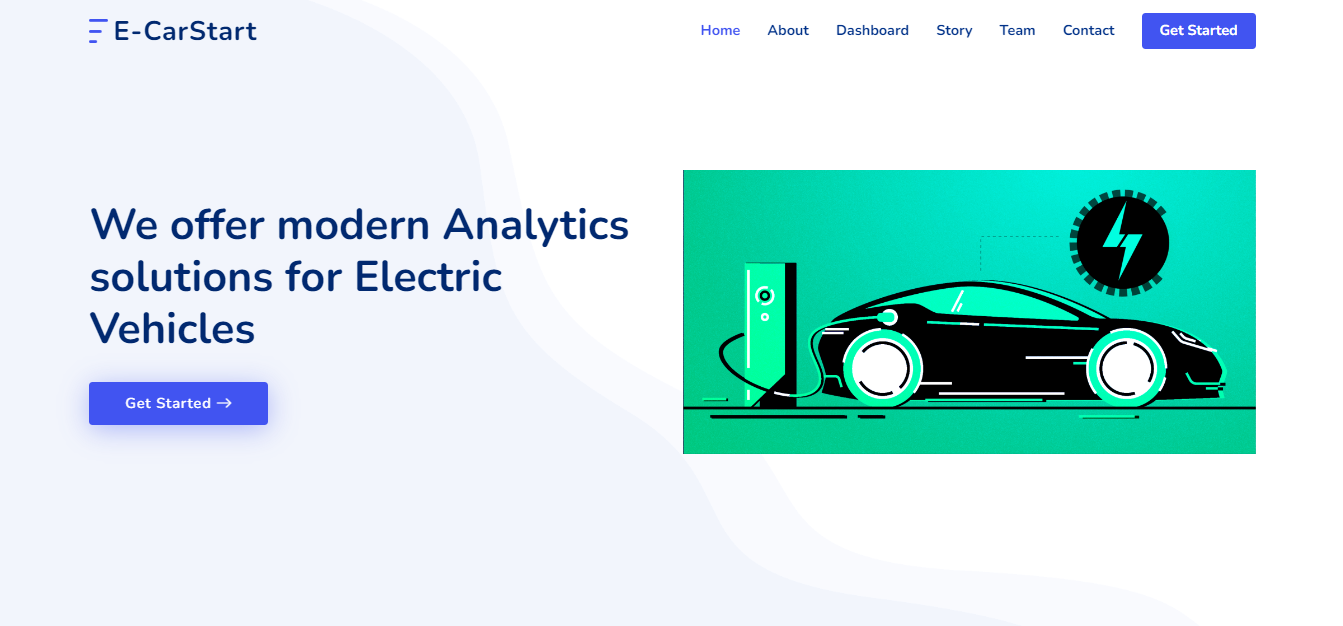 E-CarStart
Home About Dashboard Story Team Contact Get Started
We offer modern Analytics
solutions for Electric
Vehicles
Get Started →